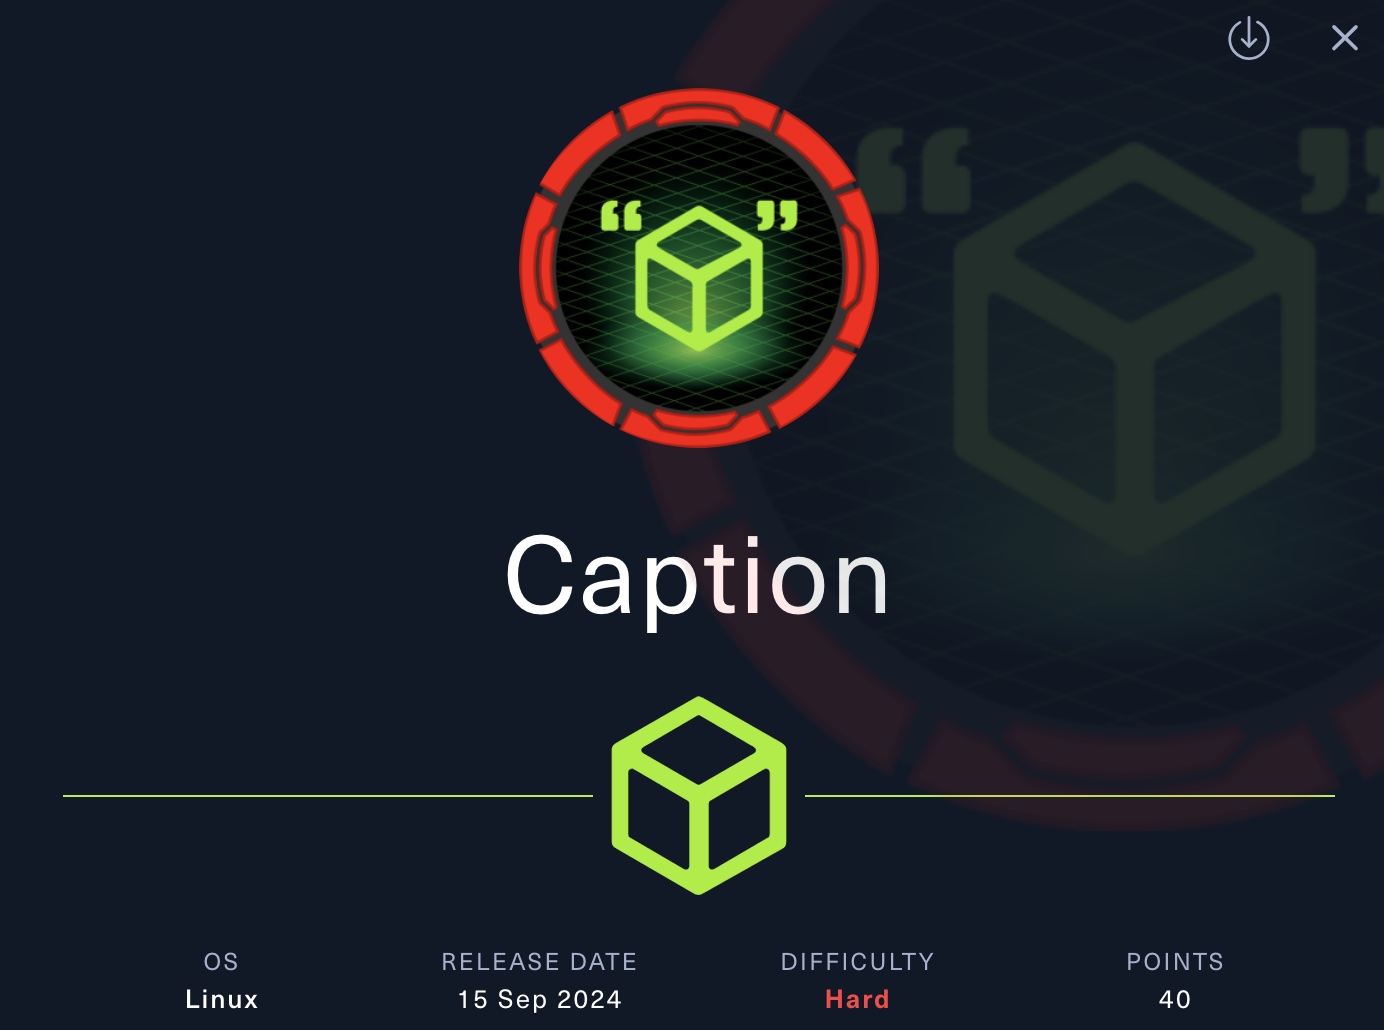 Caption
OS
Linux
RELEASE DATE
15 Sep 2024
DIFFICULTY
Hard
POINTS
40